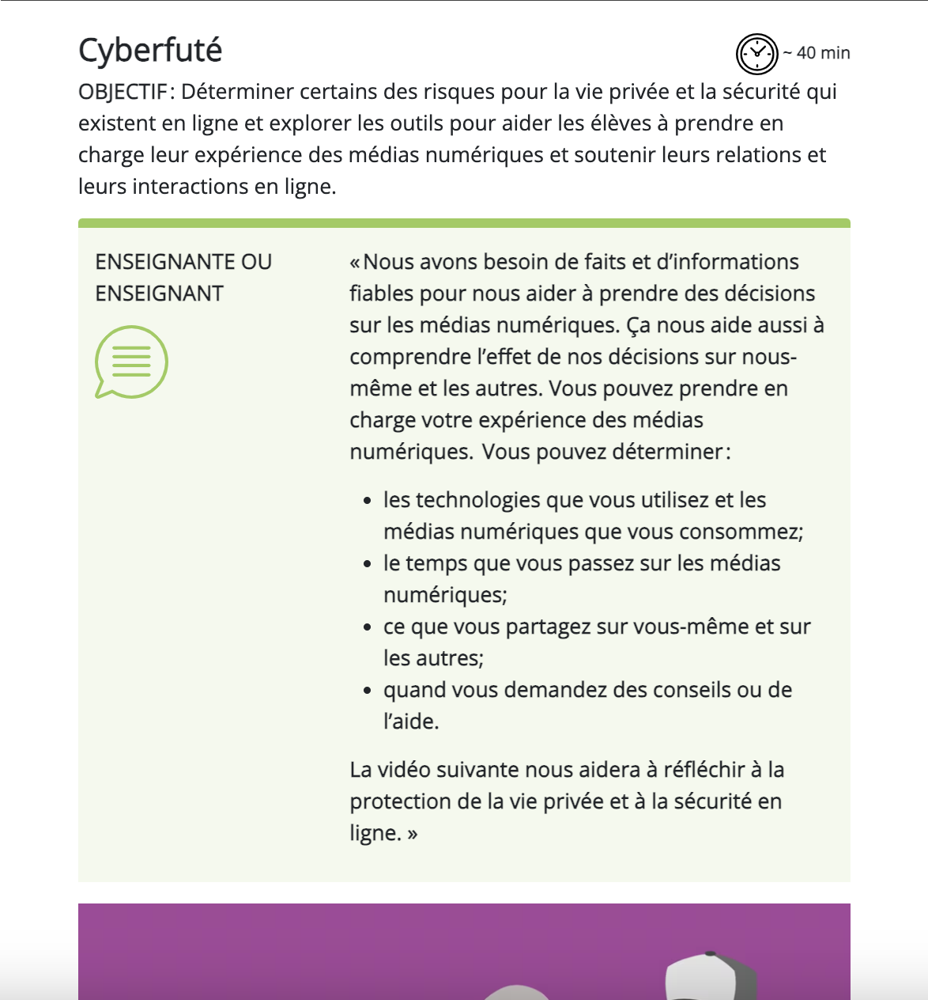 Cyberfuté
~ 40 min
OBJECTIF : Déterminer certains des risques pour la vie privée et la sécurité qui
existent en ligne et explorer les outils pour aider les élèves à prendre en
charge leur expérience des médias numériques et soutenir leurs relations et
leurs interactions en ligne.
ENSEIGNANTE OU
ENSEIGNANT
« Nous avons besoin de faits et d’informations
fiables pour nous aider à prendre des décisions
sur les médias numériques. Ça nous aide aussi à
comprendre l’effet de nos décisions sur nous-
même et les autres. Vous pouvez prendre en
charge votre expérience des médias
numériques. Vous pouvez déterminer :
• les technologies que vous utilisez et les
médias numériques que vous consommez;
• le temps que vous passez sur les médias
numériques;
• ce que vous partagez sur vous-même et sur
les autres;
• quand vous demandez des conseils ou de
l’aide.
La vidéo suivante nous aidera à réfléchir à la
protection de la vie privée et à la sécurité en
ligne. »